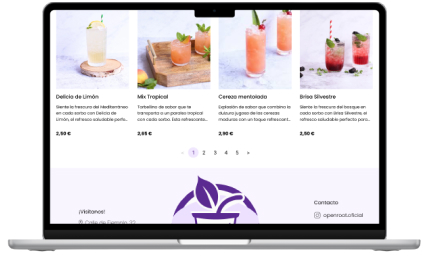 Delicia de Limón
Siente la frescura del Mediterráneo
en cada sorbo con Delicia de
Limón, el refresco saludable perfe...
2,50 €
Mix Tropical
Torbellino de sabor que te
transporta a un paraíso tropical
con cada sorbo. Esta refrescante...
2,05 €
Cereza mentolada
Explosión de sabor que combina la
dulzura jugosa de las cerezas
maduras con un toque refrescant...
2,90 €
Brisa Silvestre
Siente la frescura del bosque en
cada sorbo con Brisa Silvestre, el
refresco saludable perfecto para...
2,50 €
< 1 2 3 4 5 >
¡Visítanos!
Calle de Ejemplo, 22
Contacto
openroot.oficial